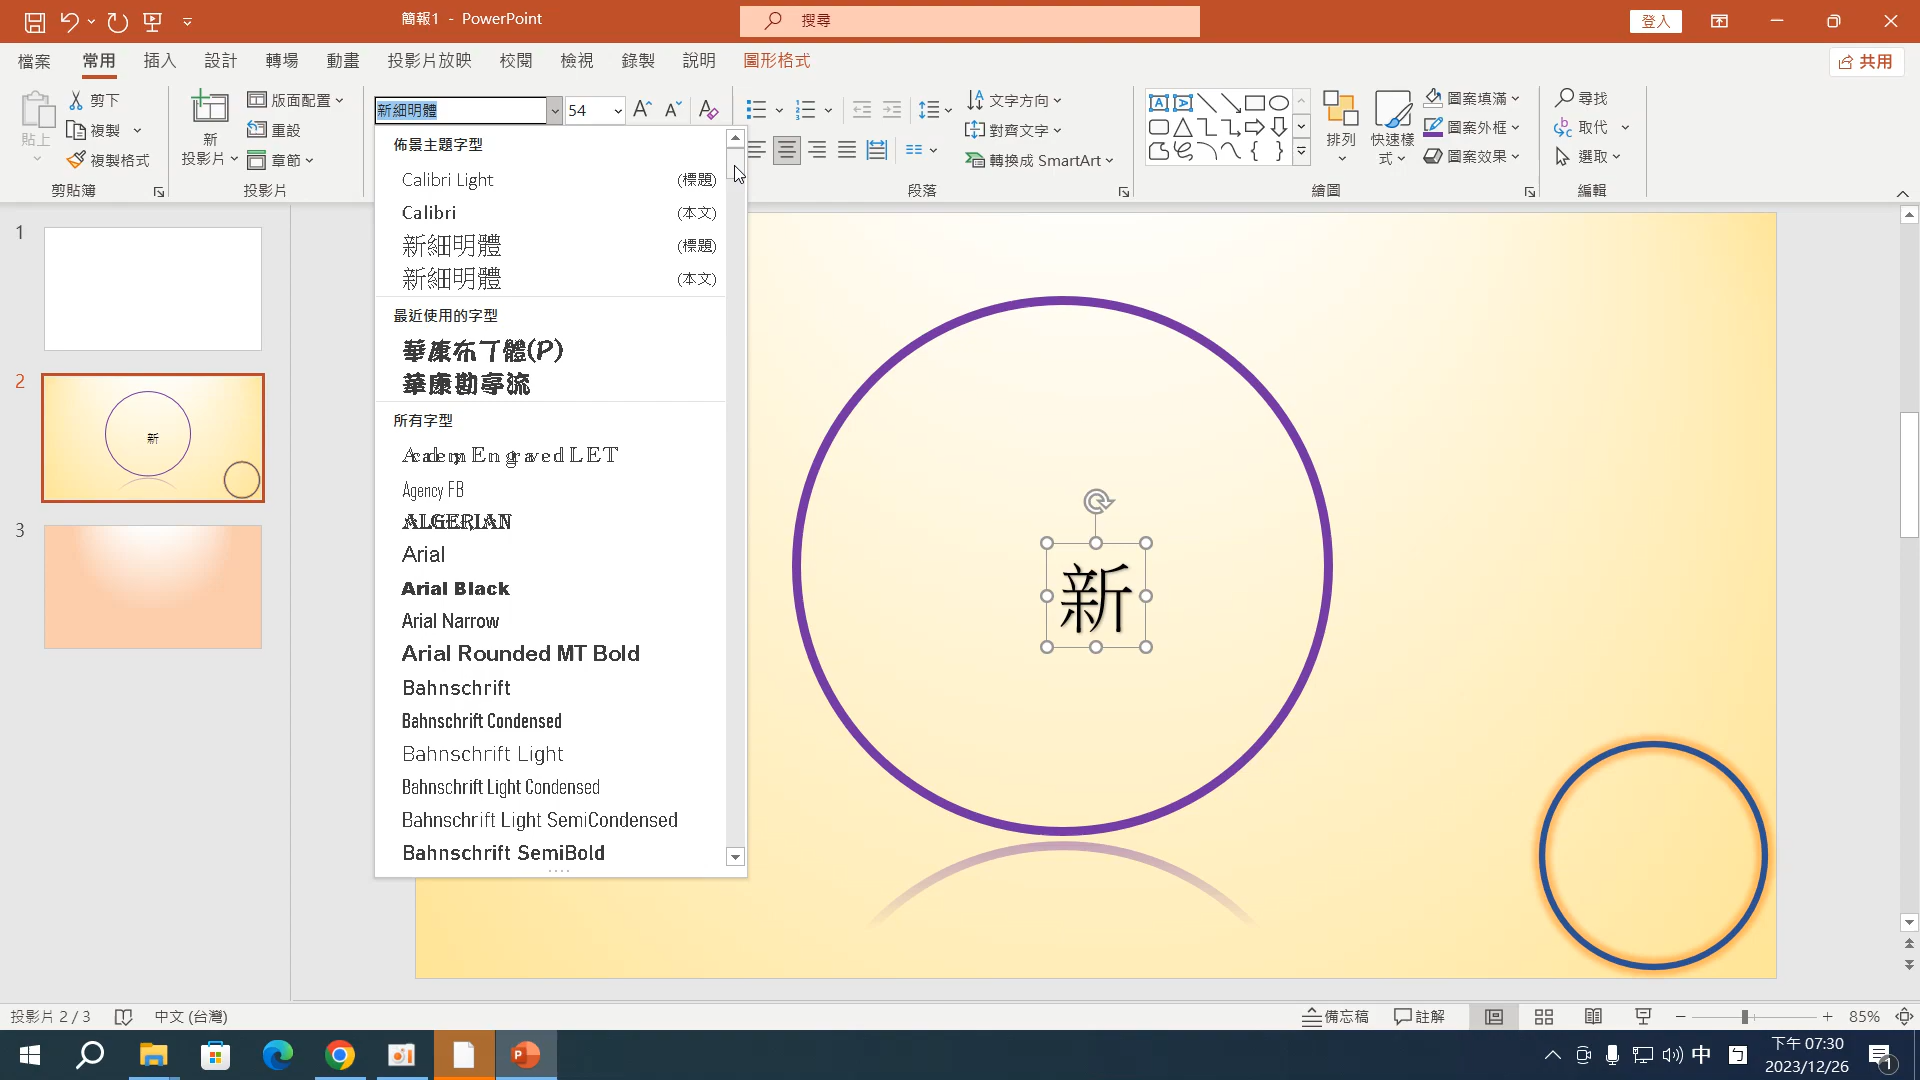 簡報1 - PowerPoint
搜尋
登入
檔案 常用 插入 設計 轉場 動畫 投影片放映 校閱 檢視 錄製 說明 圖形格式
共用
貼上
剪下
複製
複製格式
剪貼簿
新
投影片
版面配置
重設
章節
投影片
新細明體
54
文字方向
對齊文字
轉換成 SmartArt
段落
排列
快速樣
式
圖案填滿
圖案外框
圖案效果
繪圖
尋找
取代
選取
編輯
佈景主題字型
Calibri Light (標題)
Calibri (本文)
新細明體 (標題)
新細明體 (本文)
最近使用的字型
華康布丁體(P)
華康勘亭流
所有字型
Academy Engraved LET
Agency FB
ALGERIAN
Arial
Arial Black
Arial Narrow
Arial Rounded MT Bold
Bahnschrift
Bahnschrift Condensed
Bahnschrift Light
Bahnschrift Light Condensed
Bahnschrift Light SemiCondensed
Bahnschrift SemiBold
1
2
新
3
新
投影片 2 / 3
中文 (台灣)
備忘稿
註解
85%
中
下午 07:30
2023/12/26
1